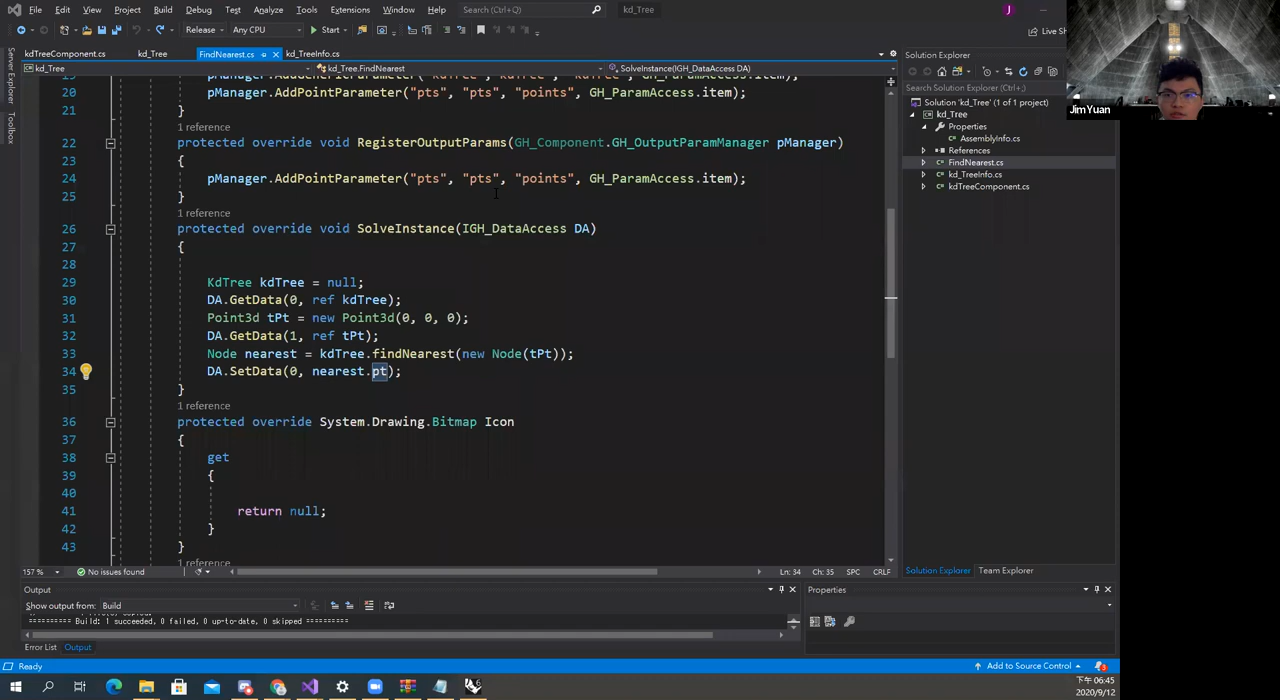 File Edit View Project Build Debug Test Analyze Tools Extensions Window Help Search (Ctrl+Q) kd_Tree J
Release Any CPU Start Live Sh
kdTreeComponent.cs kd_Tree FindNearest.cs kd_TreeInfo.cs
kd_Tree kd_Tree.FindNearest SolveInstance(IGH_DataAccess DA)
Server Explorer
Toolbox
20 pManager.AddPointParameter("pts", "pts", "points", GH_ParamAccess.item);
21 }
1 reference
22 protected override void RegisterOutputParams(GH_Component.GH_OutputParamManager pManager)
23 {
24 pManager.AddPointParameter("pts", "pts", "points", GH_ParamAccess.item);
25 }
1 reference
26 protected override void SolveInstance(IGH_DataAccess DA)
27 {
28
29 KdTree kdTree = null;
30 DA.GetData(0, ref kdTree);
31 Point3d tPt = new Point3d(0, 0, 0);
32 DA.GetData(1, ref tPt);
33 Node nearest = kdTree.findNearest(new Node(tPt));
34 DA.SetData(0, nearest.pt);
35 }
1 reference
36 protected override System.Drawing.Bitmap Icon
37 {
38 get
39 {
40
41 return null;
42 }
43 }
1 reference
157 % No issues found Ln: 34 Ch: 35 SPC CRLF
Output
Show output from: Build
========== Build: 1 succeeded, 0 failed, 0 up-to-date, 0 skipped ==========
Error List Output
Solution Explorer
Search Solution Explorer (Ctrl+;)
Solution 'kd_Tree' (1 of 1 project)
kd_Tree
Properties
AssemblyInfo.cs
References
FindNearest.cs
kd_TreeInfo.cs
kdTreeComponent.cs
Solution Explorer Team Explorer
Properties
JimYuan
Ready Add to Source Control
下午 06:45
2020/9/12